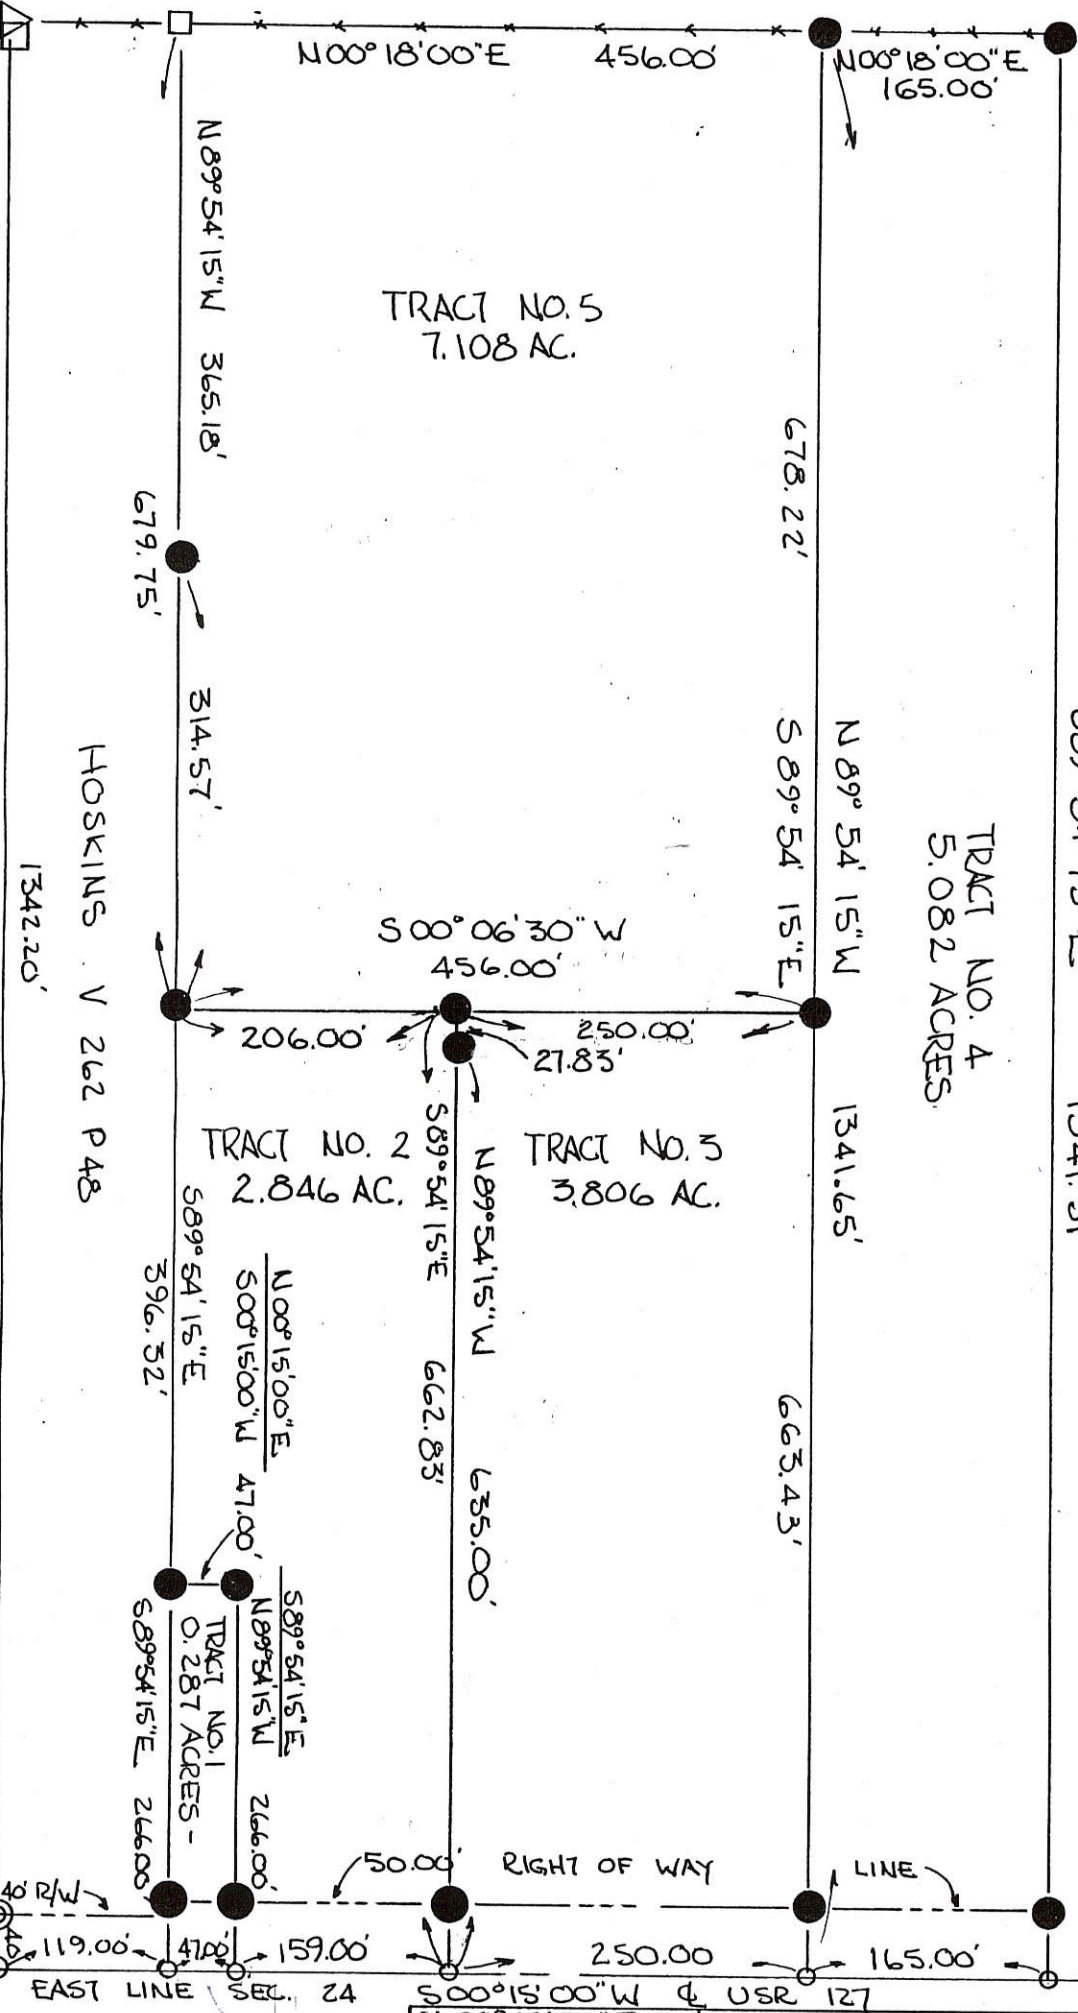 N00°18'00"E 456.00'
N00°18'00"E
165.00'
N89°54'15"W 365.18'
TRACT NO. 5
7.108 AC.
678.22'
679.75'
314.57'
N 89° 54' 15"W
S 89° 54' 15"E
TRACT NO. 4
5.082 ACRES.
HOSKINS . V 262 P48
1342.20'
S 00° 06' 30" W
456.00'
206.00'
250.00'
27.83'
1341.65'
TRACT NO. 2
2.846 AC.
TRACT NO. 3
3.806 AC.
S89°54'15"E 662.83'
N89°54'15"W 635.00'
S89°54'15"E
396.32'
N00°15'00"E
S00°15'00"W 47.00'
663.43'
S89°54'15"E
N89°54'15"W 266.00'
TRACT NO.1
0.287 ACRES -
S89°54'15"E 266.00'
50.00' RIGHT OF WAY LINE
40' R/W
40'
119.00' 47.00' 159.00' 250.00 165.00'
EAST LINE SEC. 24 S00°15'00"W ℄ USR 127